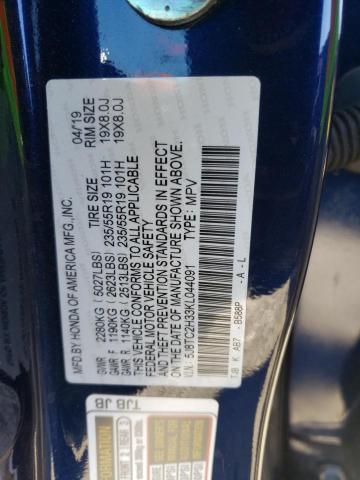 MFD.BY HONDA OF AMERICA MFG.,INC. 04/'19
TIRE SIZE RIM SIZE
GVWR 2280KG (5027LBS)
GAWR F 1190KG (2623LBS) 235/55R19 101H 19X8.0J
GAWR R 1140KG (2513LBS) 235/55R19 101H 19X8.0J
THIS VEHICLE CONFORMS TO ALL APPLICABLE
FEDERAL MOTOR VEHICLE SAFETY
AND THEFT PREVENTION STANDARDS IN EFFECT
ON THE DATE OF MANUFACTURE SHOWN ABOVE.
V.I.N.: 5J8TC2H33KL044091 TYPE: MPV
TJB K AB7 - B588P - A - L
TJB JB